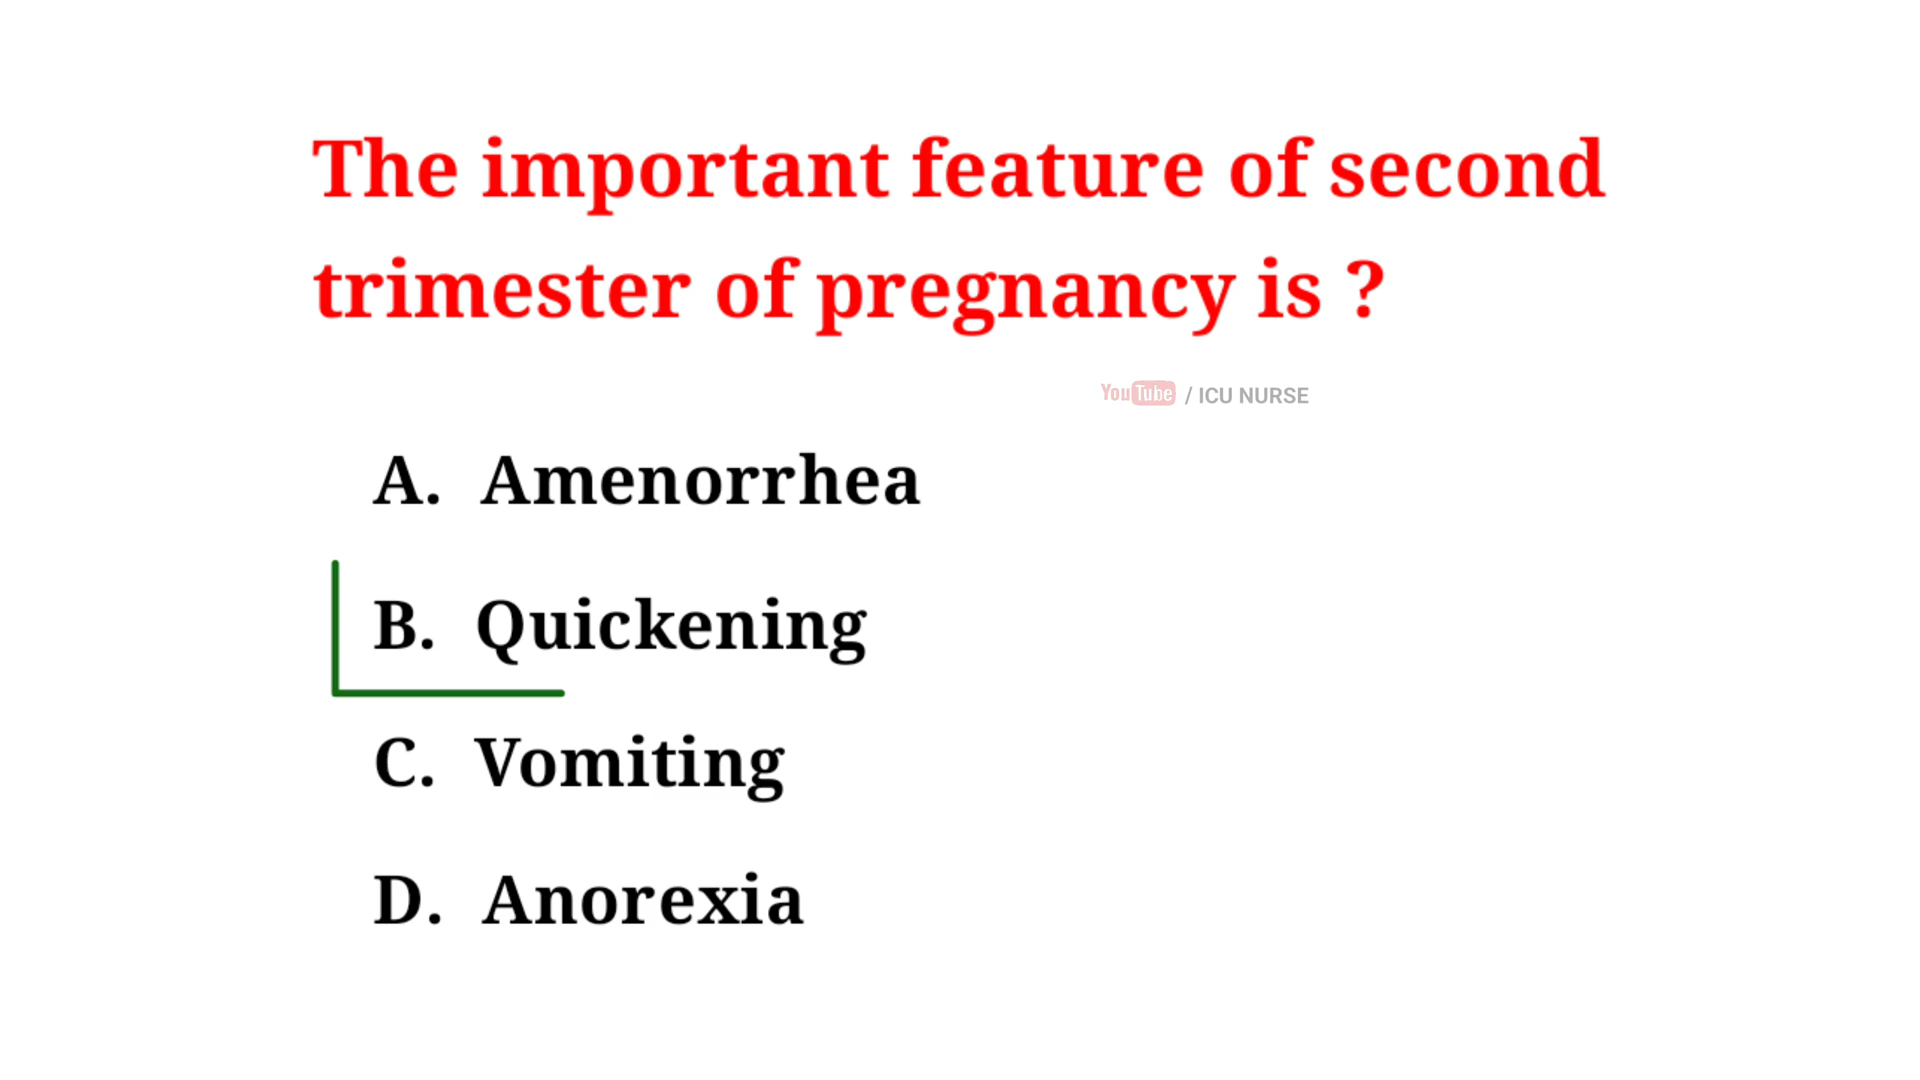 The important feature of second
trimester of pregnancy is ?
YouTube / ICU NURSE
A. Amenorrhea
B. Quickening
C. Vomiting
D. Anorexia